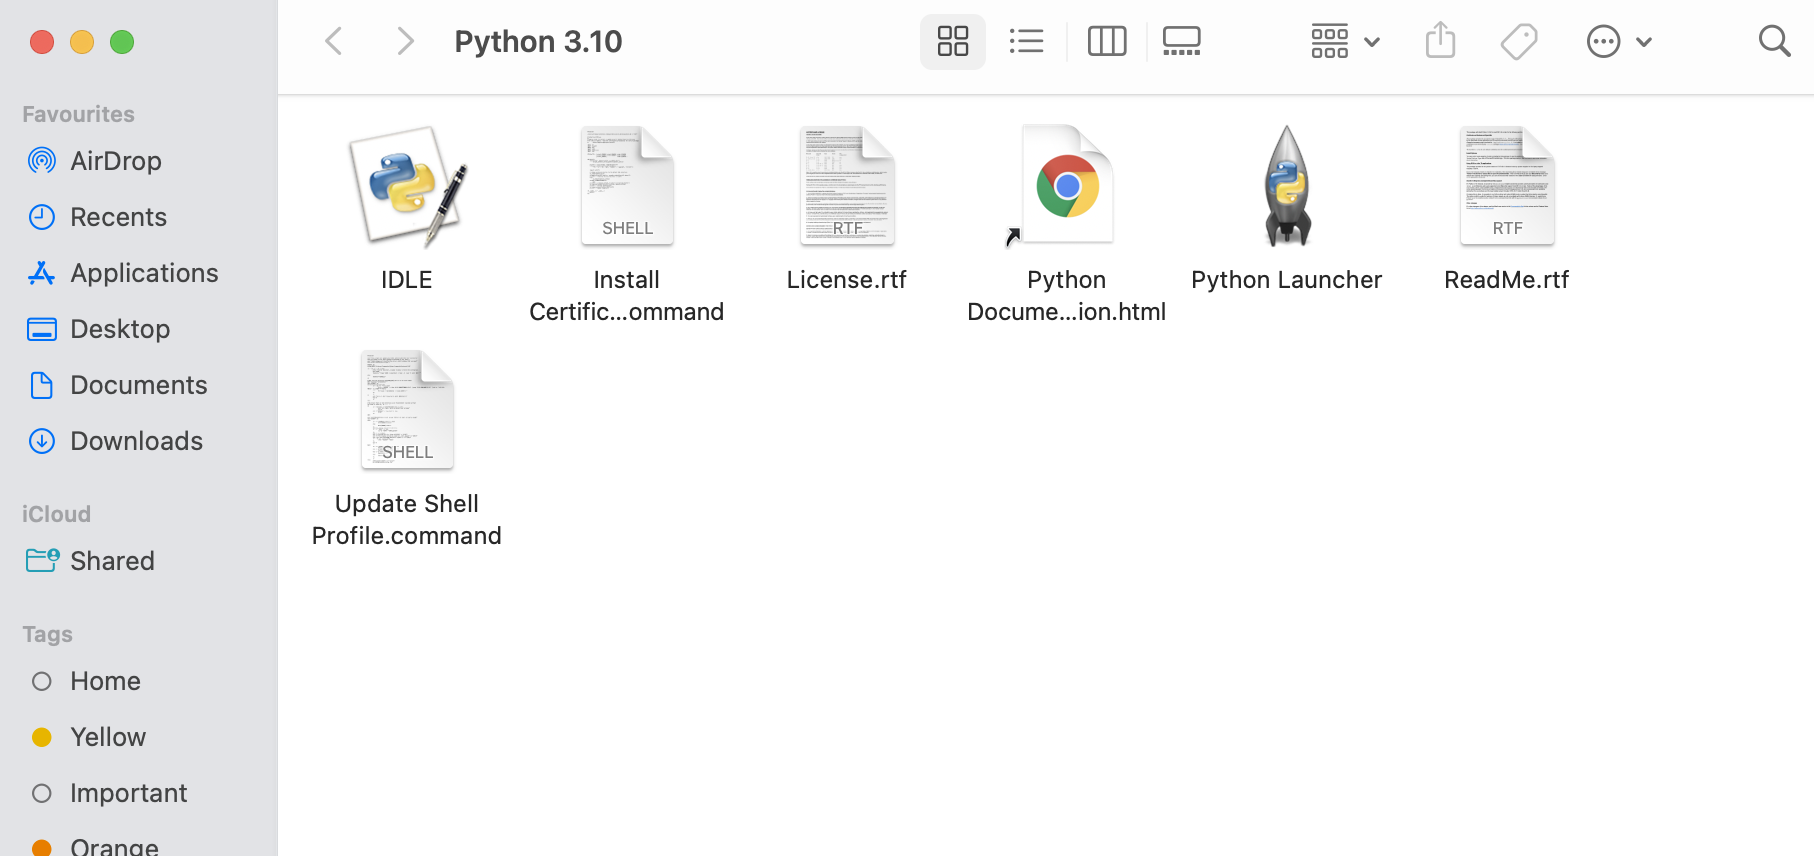 Python 3.10
Favourites
AirDrop
Recents
Applications
Desktop
Documents
Downloads
iCloud
Shared
Tags
Home
Yellow
Important
Orange
SHELL
RTF
RTF
IDLE
Install
Certific...ommand
License.rtf
Python
Docume...ion.html
Python Launcher
ReadMe.rtf
SHELL
Update Shell
Profile.command